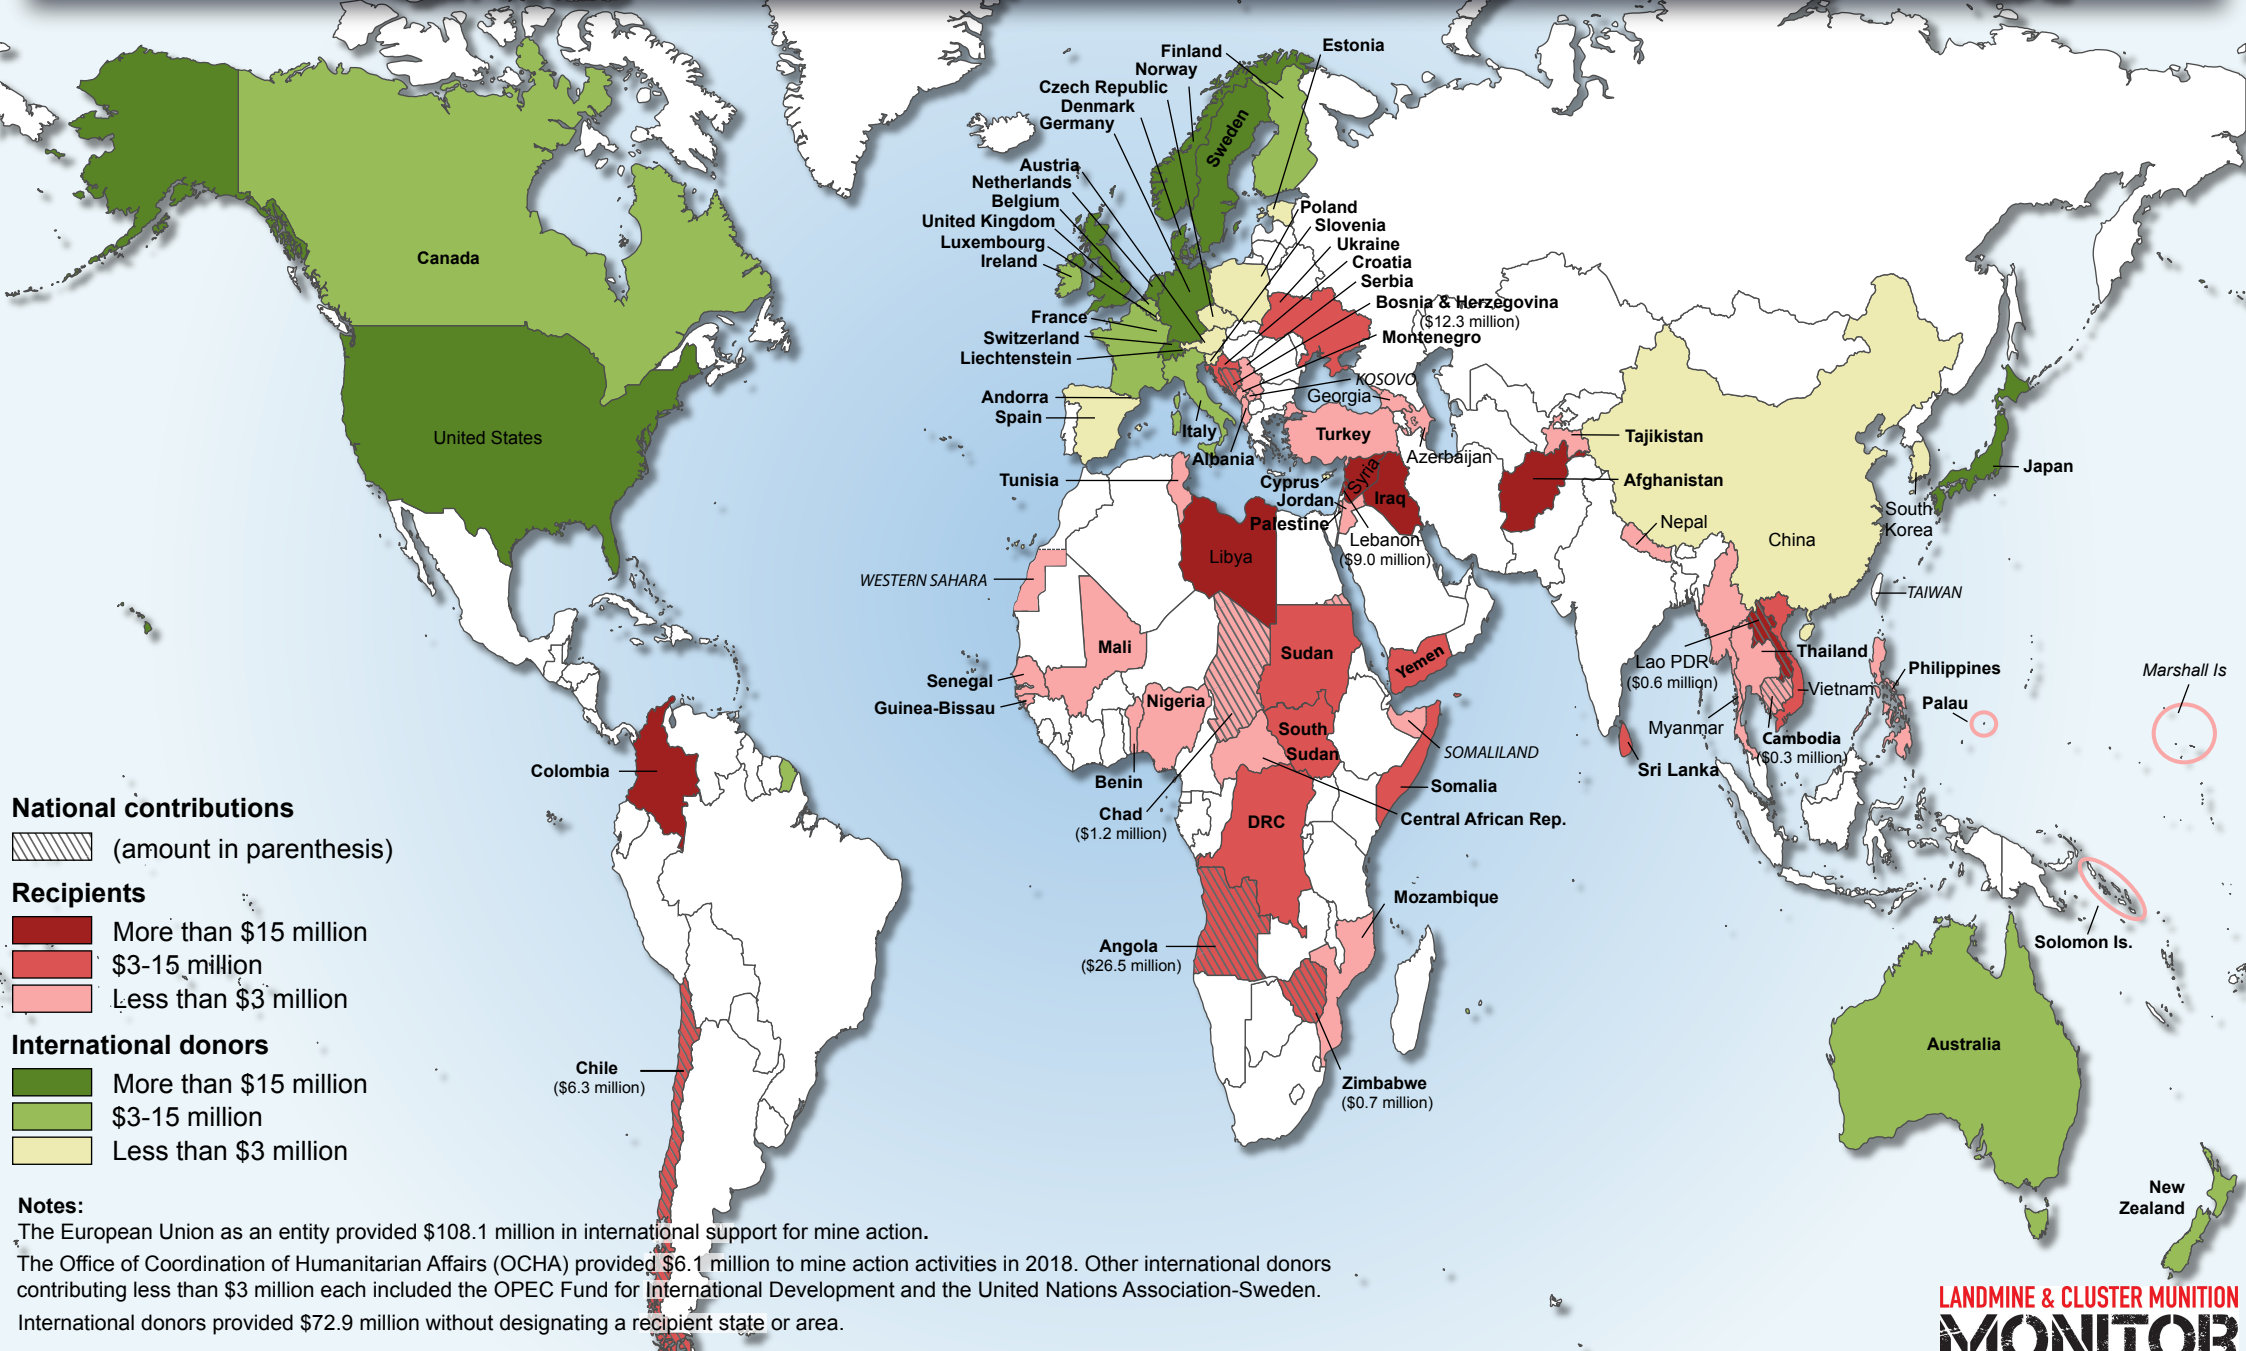 Finland
Estonia
Norway
Czech Republic
Denmark
Germany
Sweden
Austria
Netherlands
Belgium
United Kingdom
Luxembourg
Ireland
Poland
Slovenia
Ukraine
Croatia
Serbia
Bosnia & Herzegovina
($12.3 million)
Montenegro
KOSOVO
Georgia
Canada
France
Switzerland
Liechtenstein
Andorra
Spain
Italy
Albania
Turkey
Azerbaijan
United States
Tunisia
Cyprus
Jordan
Palestine
Syria
Iraq
Lebanon
($9.0 million)
Libya
Tajikistan
Afghanistan
Nepal
China
South
Korea
Japan
TAIWAN
WESTERN SAHARA
Mali
Senegal
Guinea-Bissau
Nigeria
Benin
Chad
($1.2 million)
Sudan
South
Sudan
Yemen
SOMALILAND
Somalia
Central African Rep.
DRC
Lao PDR
($0.6 million)
Thailand
Vietnam
Myanmar
Cambodia
($0.3 million)
Sri Lanka
Philippines
Palau
Marshall Is
Solomon Is.
Colombia
Mozambique
Angola
($26.5 million)
Zimbabwe
($0.7 million)
Chile
($6.3 million)
Australia
New
Zealand
National contributions
(amount in parenthesis)
Recipients
More than $15 million
$3-15 million
Less than $3 million
International donors
More than $15 million
$3-15 million
Less than $3 million
Notes:
The European Union as an entity provided $108.1 million in international support for mine action.
The Office of Coordination of Humanitarian Affairs (OCHA) provided $6.1 million to mine action activities in 2018. Other international donors
contributing less than $3 million each included the OPEC Fund for International Development and the United Nations Association-Sweden.
International donors provided $72.9 million without designating a recipient state or area.
LANDMINE & CLUSTER MUNITION
MONITOR